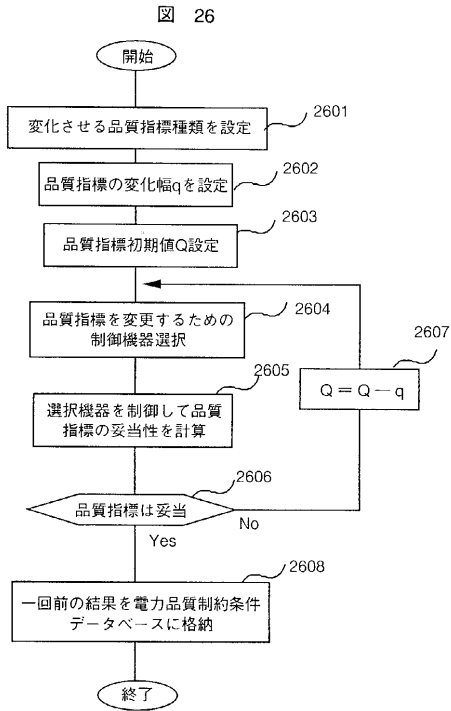 図 26
開始
変化させる品質指標種類を設定
2601
品質指標の変化幅qを設定
2602
品質指標初期値Q設定
2603
品質指標を変更するための
制御機器選択
2604
選択機器を制御して品質
指標の妥当性を計算
2605
Q = Q − q
2607
品質指標は妥当
2606
No
Yes
一回前の結果を電力品質制約条件
データベースに格納
2608
終了